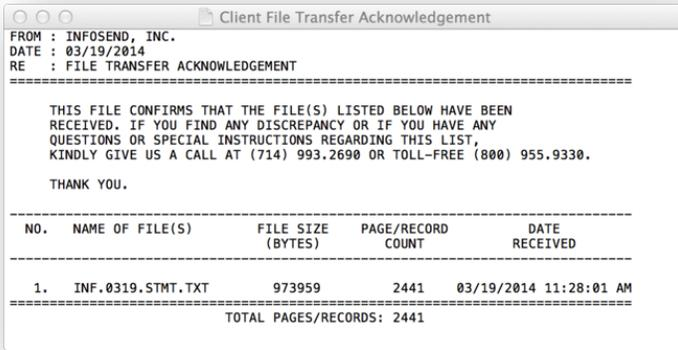 Client File Transfer Acknowledgement
FROM : INFOSEND, INC.
DATE : 03/19/2014
RE   : FILE TRANSFER ACKNOWLEDGEMENT
================================================================================
THIS FILE CONFIRMS THAT THE FILE(S) LISTED BELOW HAVE BEEN
RECEIVED. IF YOU FIND ANY DISCREPANCY OR IF YOU HAVE ANY
QUESTIONS OR SPECIAL INSTRUCTIONS REGARDING THIS LIST,
KINDLY GIVE US A CALL AT (714) 993.2690 OR TOLL-FREE (800) 955.9330.
THANK YOU.
--------------------------------------------------------------------------------
NO.   NAME OF FILE(S)   FILE SIZE   PAGE/RECORD   DATE
(BYTES)   COUNT   RECEIVED
--------------------------------------------------------------------------------
1.   INF.0319.STMT.TXT   973959   2441   03/19/2014 11:28:01 AM
================================================================================
TOTAL PAGES/RECORDS: 2441